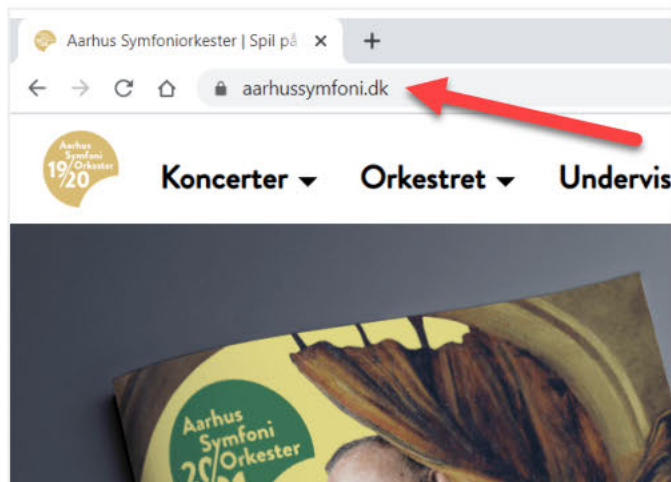 Aarhus Symfoniorkester | Spil på
aarhussymfoni.dk
Aarhus
Symfoni
Orkester
19/20
Koncerter
Orkestret
Undervis
Aarhus
Symfoni
Orkester
20/